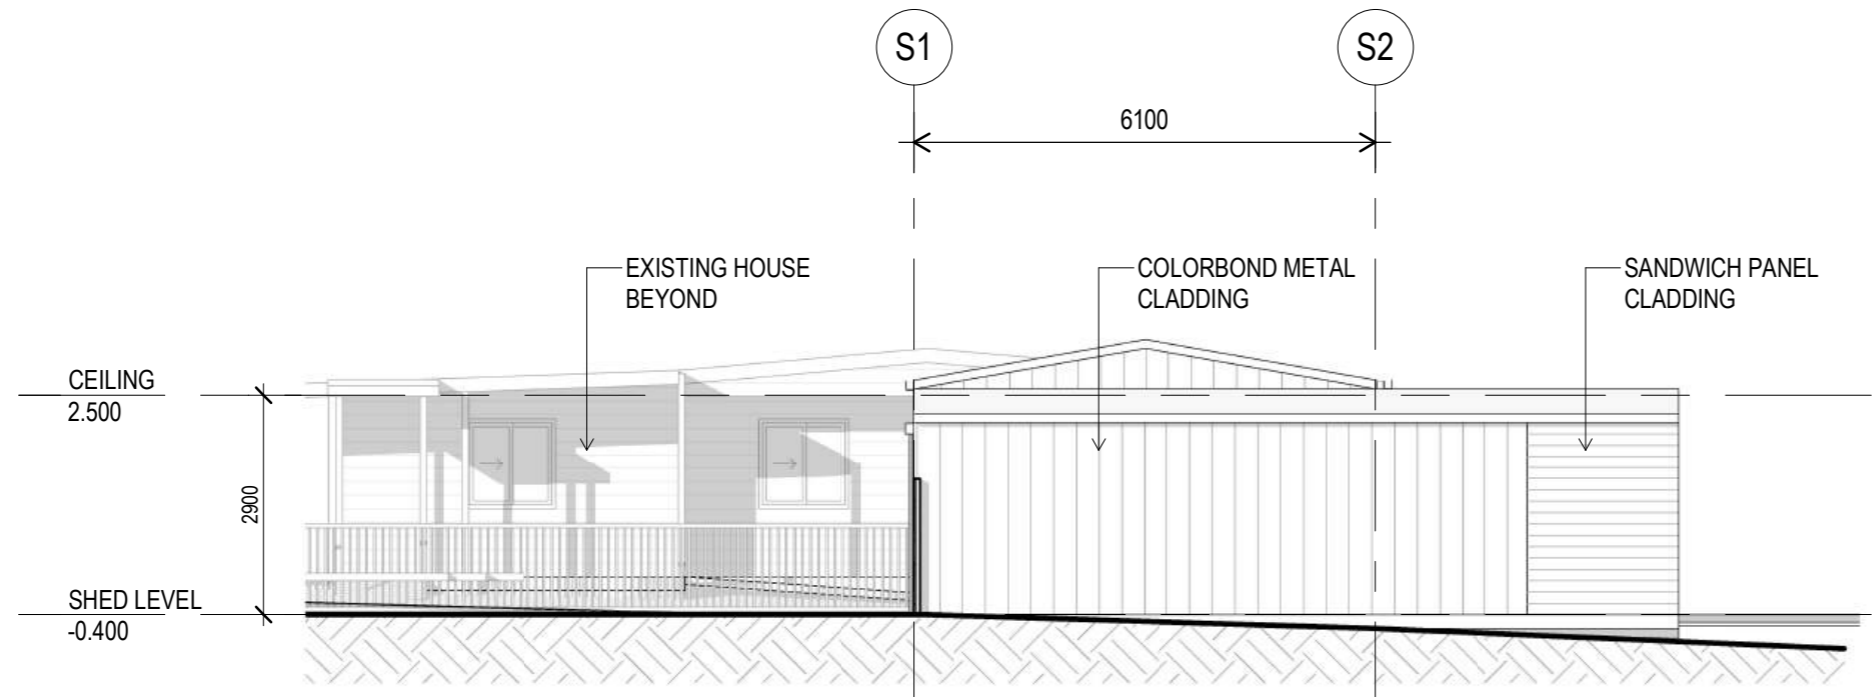 S1
S2
6100
EXISTING HOUSE
BEYOND
COLORBOND METAL
CLADDING
SANDWICH PANEL
CLADDING
CEILING
2.500
2900
SHED LEVEL
-0.400